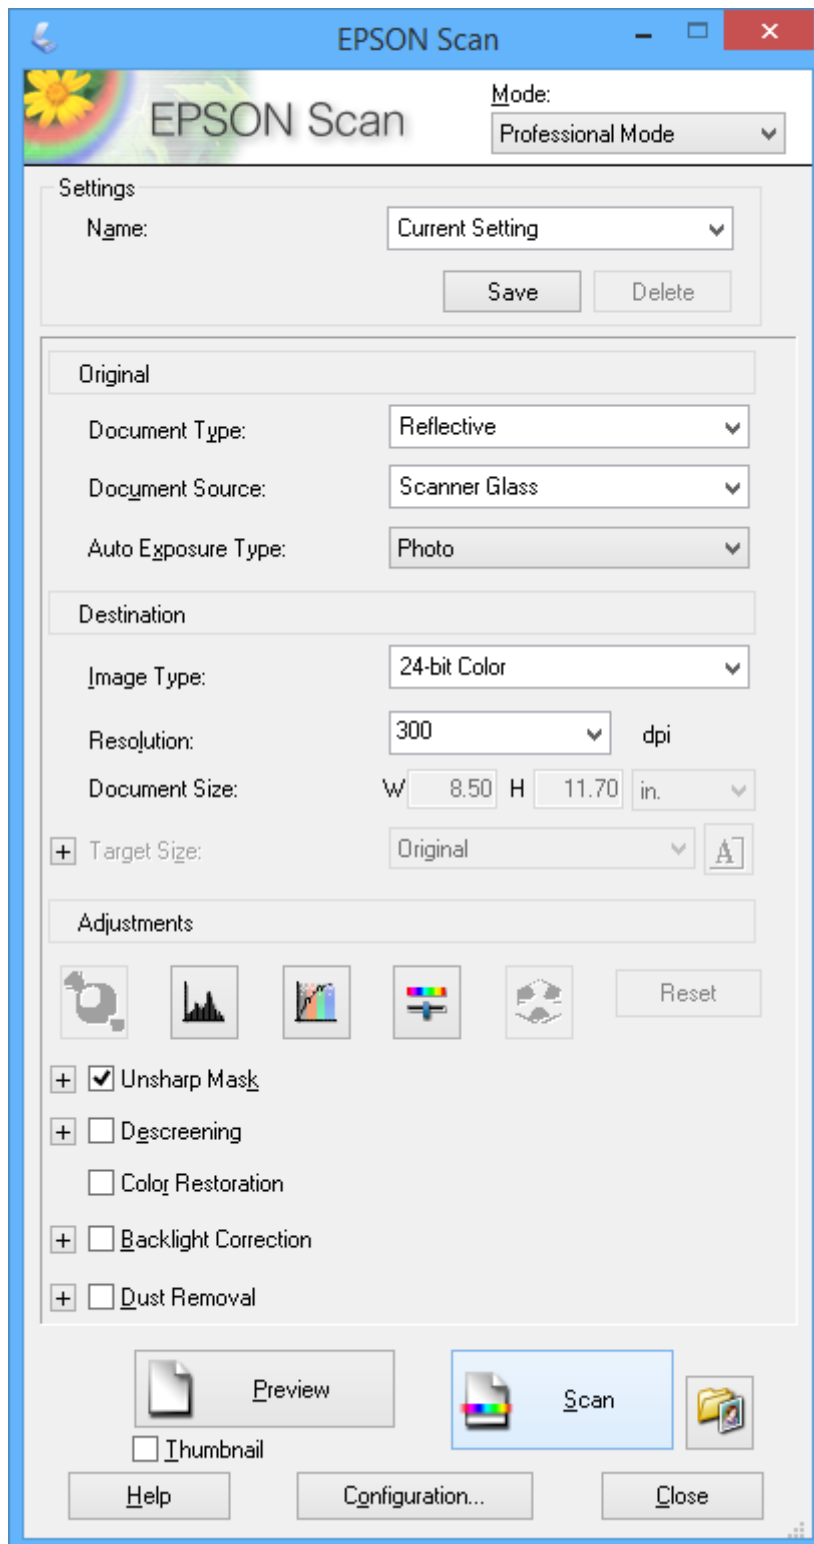 EPSON Scan
EPSON Scan
Mode:
Professional Mode
Settings
Name: Current Setting
Save Delete
Original
Document Type: Reflective
Document Source: Scanner Glass
Auto Exposure Type: Photo
Destination
Image Type: 24-bit Color
Resolution: 300 dpi
Document Size: W 8.50 H 11.70 in.
+ Target Size: Original A
Adjustments
Reset
+ Unsharp Mask
+ Descreening
Color Restoration
+ Backlight Correction
+ Dust Removal
Preview Scan
Thumbnail
Help Configuration... Close